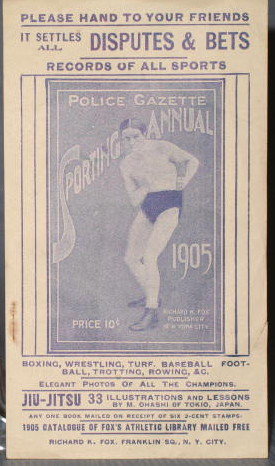 PLEASE HAND TO YOUR FRIENDS
IT SETTLES ALL DISPUTES & BETS
RECORDS OF ALL SPORTS
POLICE GAZETTE
SPORTING ANNUAL
1905
RICHARD K. FOX
PUBLISHER
NEW YORK CITY.
PRICE 10¢
BOXING, WRESTLING, TURF, BASEBALL FOOT-
BALL, TROTTING, ROWING, &C.
ELEGANT PHOTOS OF ALL THE CHAMPIONS.
JIU-JITSU 33 ILLUSTRATIONS AND LESSONS
BY M. OHASHI OF TOKIO, JAPAN.
ANY ONE BOOK MAILED ON RECEIPT OF SIX 2-CENT STAMPS.
1905 CATALOGUE OF FOX'S ATHLETIC LIBRARY MAILED FREE
RICHARD K. FOX, FRANKLIN SQ., N. Y. CITY.